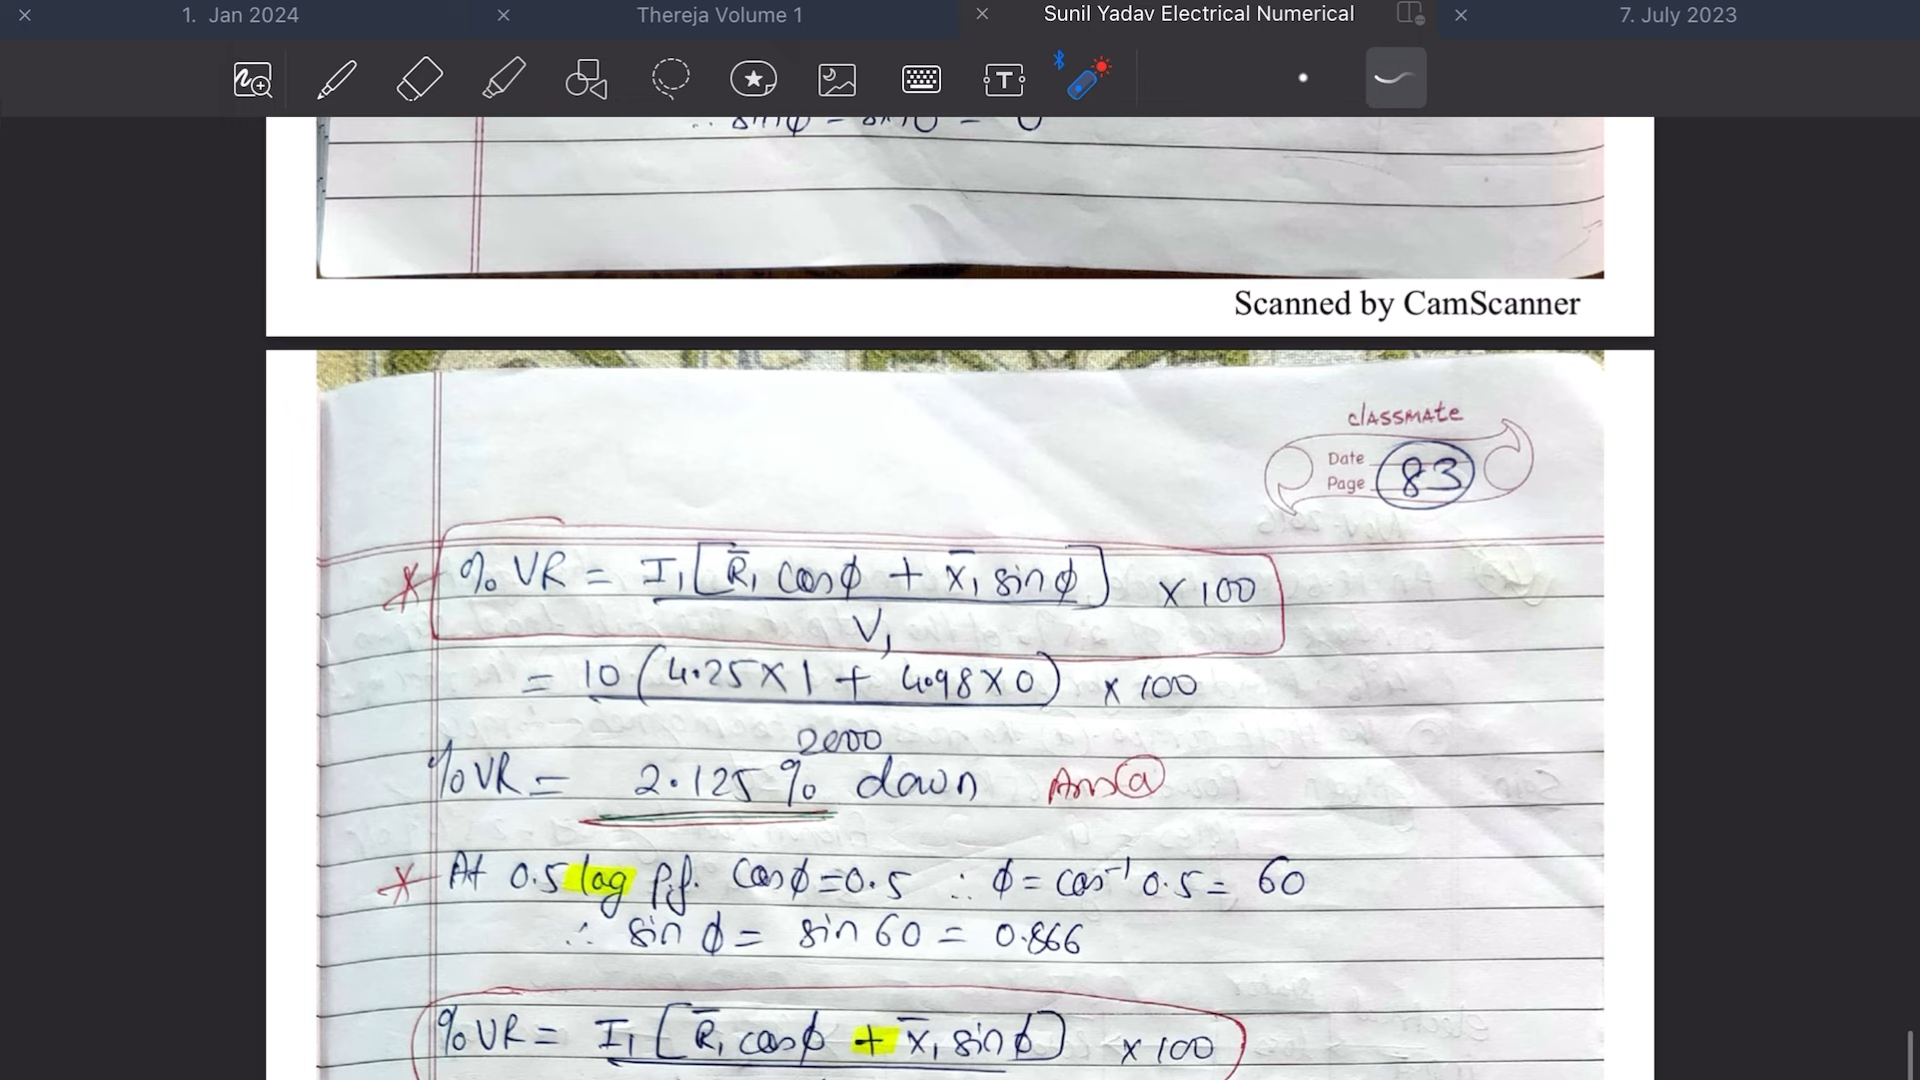 1. Jan 2024
Thereja Volume 1
Sunil Yadav Electrical Numerical
7. July 2023
Scanned by CamScanner
classmate
Date
Page 83
% VR = I₁[R̄₁ cosϕ + x̄₁ sinϕ] × 100
V₁
= 10 (4.25×1 + 4.98×0) × 100
2000
% VR = 2.125 % down Ans (a)
At 0.5 lag p.f. cosϕ=0.5 ∴ ϕ = cos⁻¹ 0.5 = 60
∴ sin ϕ = sin 60 = 0.866
% VR = I₁ [R̄₁ cosϕ + x̄₁ sinϕ] × 100